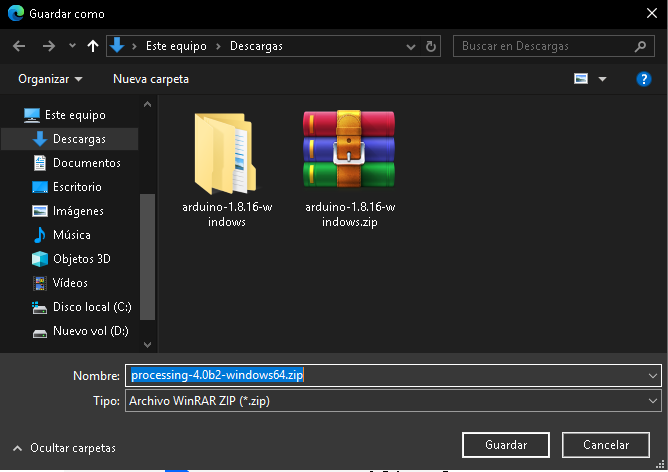 Guardar como
Este equipo > Descargas
Buscar en Descargas
Organizar
Nueva carpeta
?
Este equipo
Descargas
Documentos
Escritorio
Imágenes
Música
Objetos 3D
Vídeos
Disco local (C:)
Nuevo vol (D:)
arduino-1.8.16-w
indows
arduino-1.8.16-w
indows.zip
Nombre: processing-4.0b2-windows64.zip
Tipo: Archivo WinRAR ZIP (*.zip)
Ocultar carpetas
Guardar
Cancelar